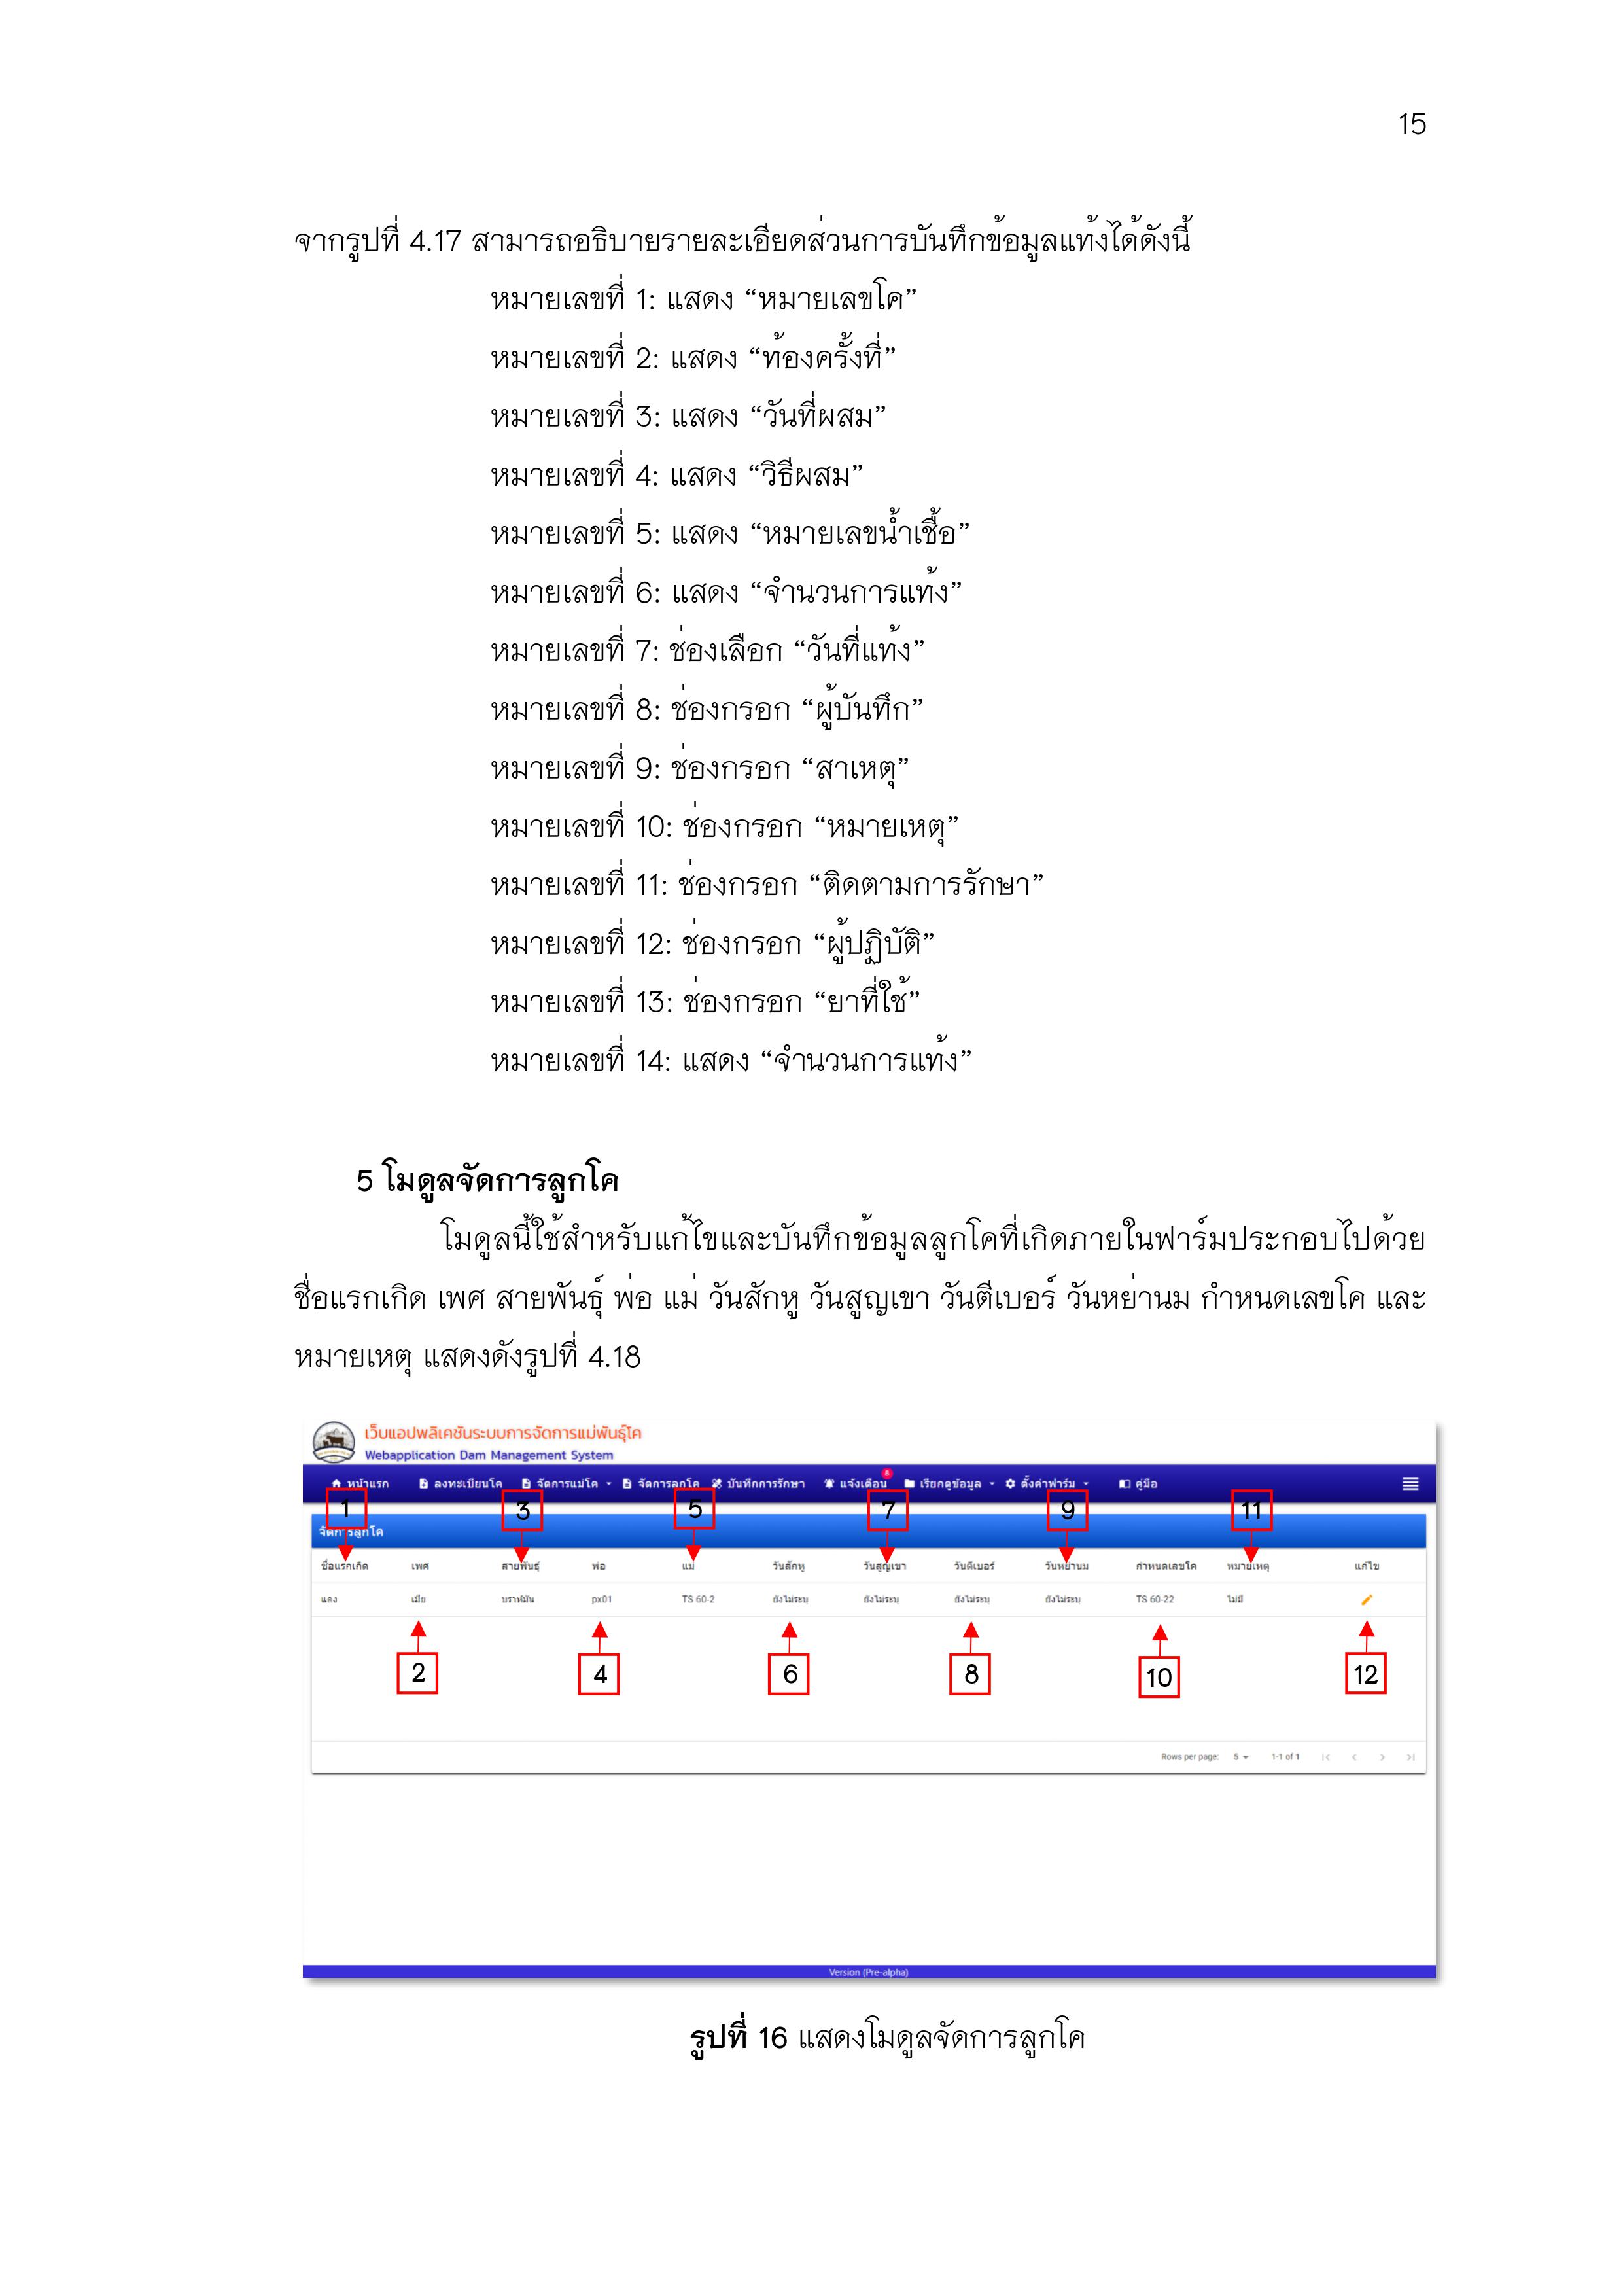 15
จากรูปที่ 4.17 สามารถอธิบายรายละเอียดส่วนการบันทึกข้อมูลแท้งได้ดังนี้
หมายเลขที่ 1: แสดง “หมายเลขโค”
หมายเลขที่ 2: แสดง “ท้องครั้งที่”
หมายเลขที่ 3: แสดง “วันที่ผสม”
หมายเลขที่ 4: แสดง “วิธีผสม”
หมายเลขที่ 5: แสดง “หมายเลขน้ำเชื้อ”
หมายเลขที่ 6: แสดง “จำนวนการแท้ง”
หมายเลขที่ 7: ช่องเลือก “วันที่แท้ง”
หมายเลขที่ 8: ช่องกรอก “ผู้บันทึก”
หมายเลขที่ 9: ช่องกรอก “สาเหตุ”
หมายเลขที่ 10: ช่องกรอก “หมายเหตุ”
หมายเลขที่ 11: ช่องกรอก “ติดตามการรักษา”
หมายเลขที่ 12: ช่องกรอก “ผู้ปฏิบัติ”
หมายเลขที่ 13: ช่องกรอก “ยาที่ใช้”
หมายเลขที่ 14: แสดง “จำนวนการแท้ง”
5 โมดูลจัดการลูกโค
โมดูลนี้ใช้สำหรับแก้ไขและบันทึกข้อมูลลูกโคที่เกิดภายในฟาร์มประกอบไปด้วย
ชื่อแรกเกิด เพศ สายพันธุ์ พ่อ แม่ วันสักหู วันสูญเขา วันตีเบอร์ วันหย่านม กำหนดเลขโค และ
หมายเหตุ แสดงดังรูปที่ 4.18
เว็บแอปพลิเคชันระบบการจัดการแม่พันธุ์โค
Webapplication Dam Management System
หน้าแรก ลงทะเบียนโค จัดการแม่โค จัดการลูกโค บันทึกการรักษา แจ้งเตือน 8 เรียกดูข้อมูล ตั้งค่าฟาร์ม คู่มือ
1 3 5 7 9 11
จัดการลูกโค
ชื่อแรกเกิด เพศ สายพันธุ์ พ่อ แม่ วันสักหู วันสูญเขา วันตีเบอร์ วันหย่านม กำหนดเลขโค หมายเหตุ แก้ไข
แดง เมีย บราห์มัน px01 TS 60-2 ยังไม่ระบุ ยังไม่ระบุ ยังไม่ระบุ ยังไม่ระบุ TS 60-22 ไม่มี
2 4 6 8 10 12
Rows per page: 5 1-1 of 1
Version (Pre-alpha)
รูปที่ 16 แสดงโมดูลจัดการลูกโค